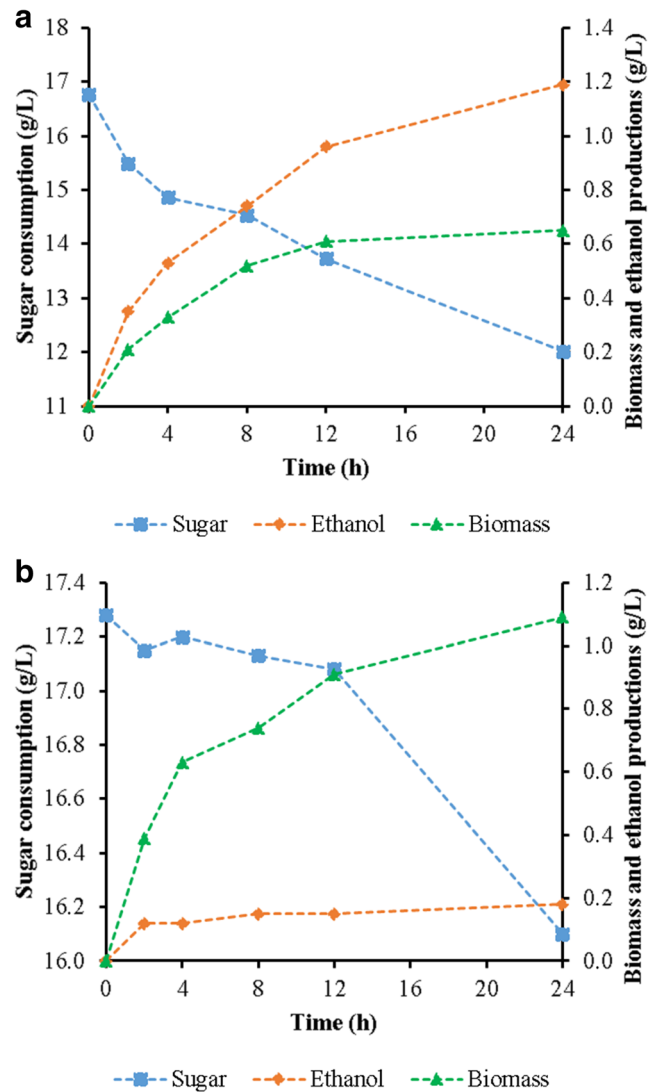 a
18
17
16
15
14
13
12
11
Sugar consumption (g/L)
1.4
1.2
1.0
0.8
0.6
0.4
0.2
0.0
Biomass and ethanol productions (g/L)
0 4 8 12 16 20 24
Time (h)
Sugar Ethanol Biomass
b
17.4
17.2
17.0
16.8
16.6
16.4
16.2
16.0
Sugar consumption (g/L)
1.2
1.0
0.8
0.6
0.4
0.2
0.0
Biomass and ethanol productions (g/L)
0 4 8 12 16 20 24
Time (h)
Sugar Ethanol Biomass